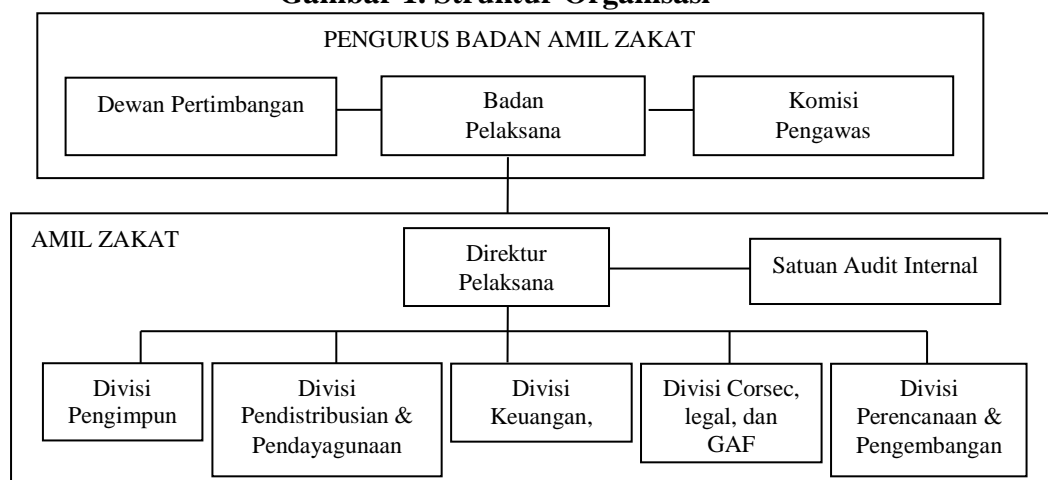 Gambar 1. Struktur Organisasi
PENGURUS BADAN AMIL ZAKAT
Dewan Pertimbangan
Badan
Pelaksana
Komisi
Pengawas
AMIL ZAKAT
Direktur
Pelaksana
Satuan Audit Internal
Divisi
Pengimpun
Divisi
Pendistribusian &
Pendayagunaan
Divisi
Keuangan,
Divisi Corsec,
legal, dan
GAF
Divisi
Perencanaan &
Pengembangan